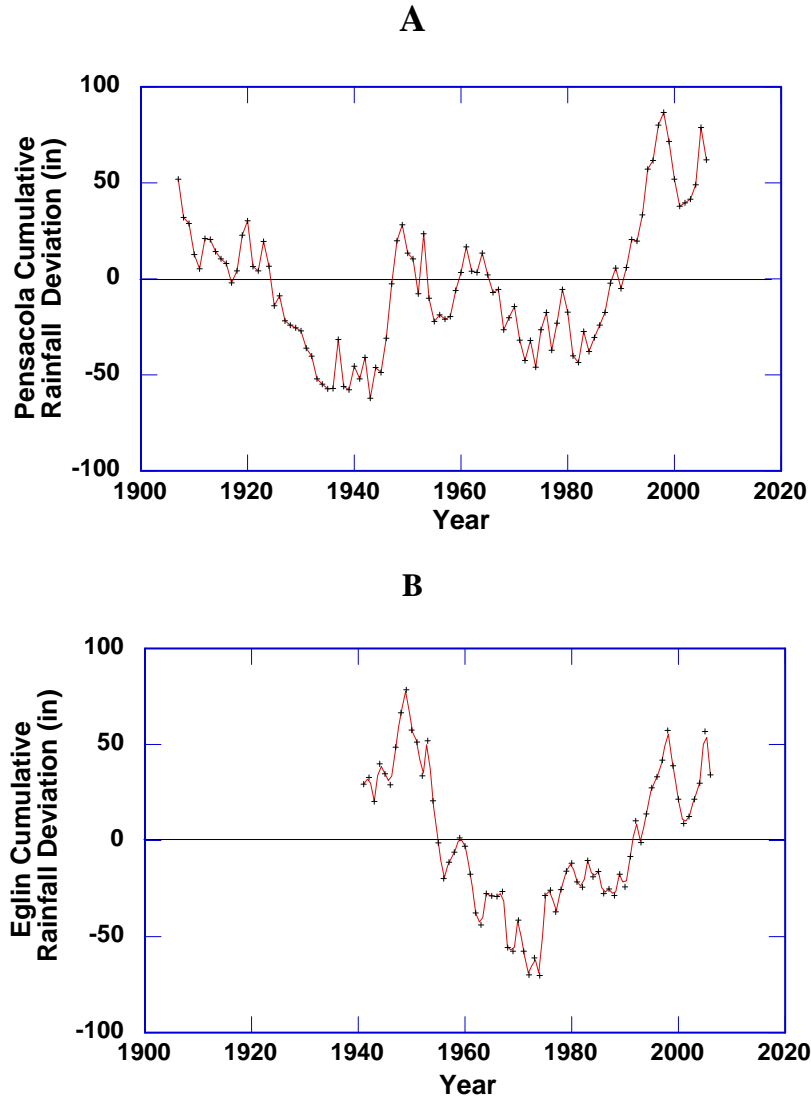 A
Pensacola Cumulative
Rainfall Deviation (in)
100
50
0
-50
-100
1900 1920 1940 1960 1980 2000 2020
Year
B
Eglin Cumulative
Rainfall Deviation (in)
100
50
0
-50
-100
1900 1920 1940 1960 1980 2000 2020
Year